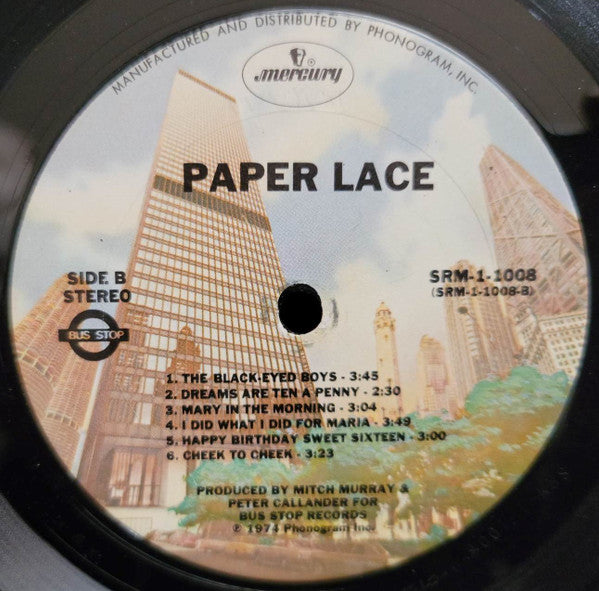 MANUFACTURED AND DISTRIBUTED BY PHONOGRAM, INC.
mercury
®
PAPER LACE
SIDE B
STEREO
BUS STOP
SRM-1-1008
(SRM-1-1008-B)
1. THE BLACK-EYED BOYS - 3:45
2. DREAMS ARE TEN A PENNY - 2:30
3. MARY IN THE MORNING - 3:04
4. I DID WHAT I DID FOR MARIA - 3:49
5. HAPPY BIRTHDAY SWEET SIXTEEN - 3:00
6. CHEEK TO CHEEK - 3:23
PRODUCED BY MITCH MURRAY &
PETER CALLANDER FOR
BUS STOP RECORDS
℗ 1974 Phonogram Inc.